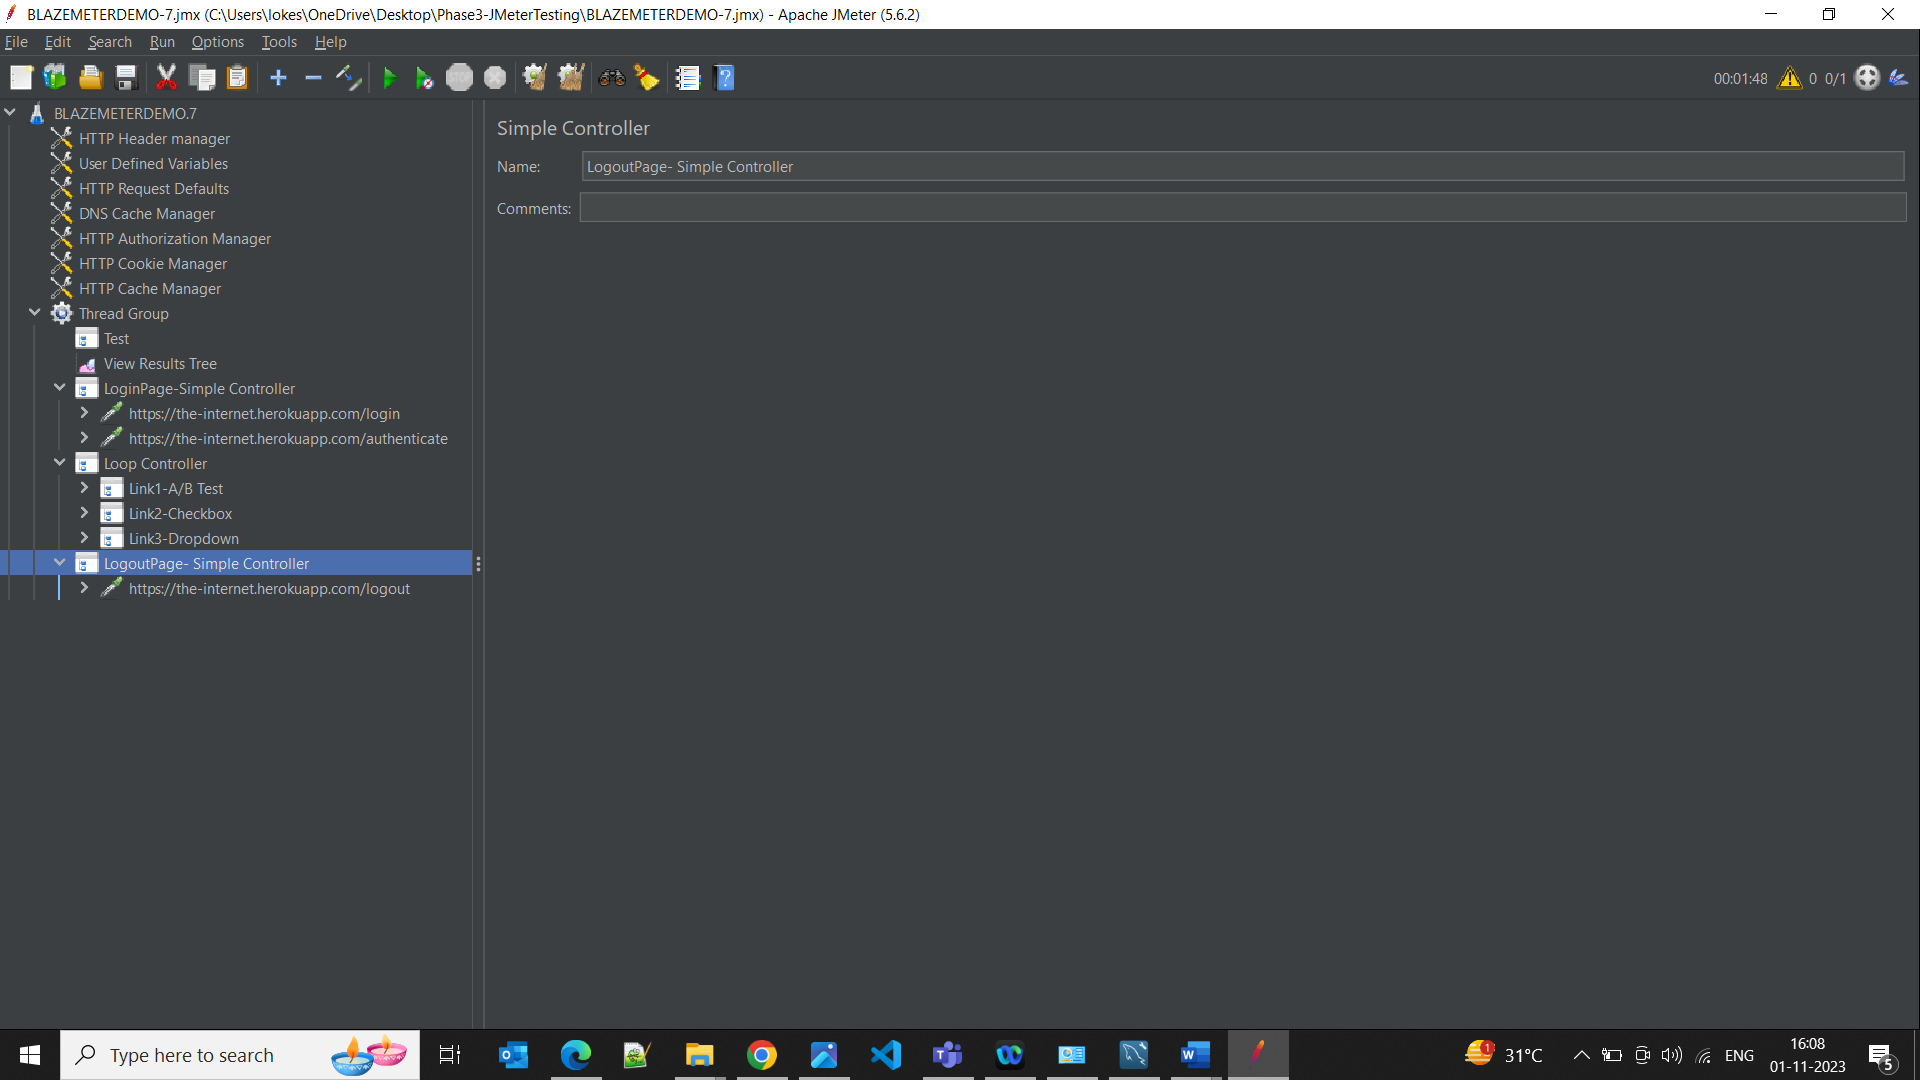 BLAZEMETERDEMO-7.jmx (C:\Users\lokes\OneDrive\Desktop\Phase3-JMeterTesting\BLAZEMETERDEMO-7.jmx) - Apache JMeter (5.6.2)
File Edit Search Run Options Tools Help
STOP
00:01:48 0 0/1
BLAZEMETERDEMO.7
HTTP Header manager
User Defined Variables
HTTP Request Defaults
DNS Cache Manager
HTTP Authorization Manager
HTTP Cookie Manager
HTTP Cache Manager
Thread Group
Test
View Results Tree
LoginPage-Simple Controller
https://the-internet.herokuapp.com/login
https://the-internet.herokuapp.com/authenticate
Loop Controller
Link1-A/B Test
Link2-Checkbox
Link3-Dropdown
LogoutPage- Simple Controller
https://the-internet.herokuapp.com/logout
Simple Controller
Name: LogoutPage- Simple Controller
Comments:
Type here to search
1 31°C ENG
16:08
01-11-2023
5